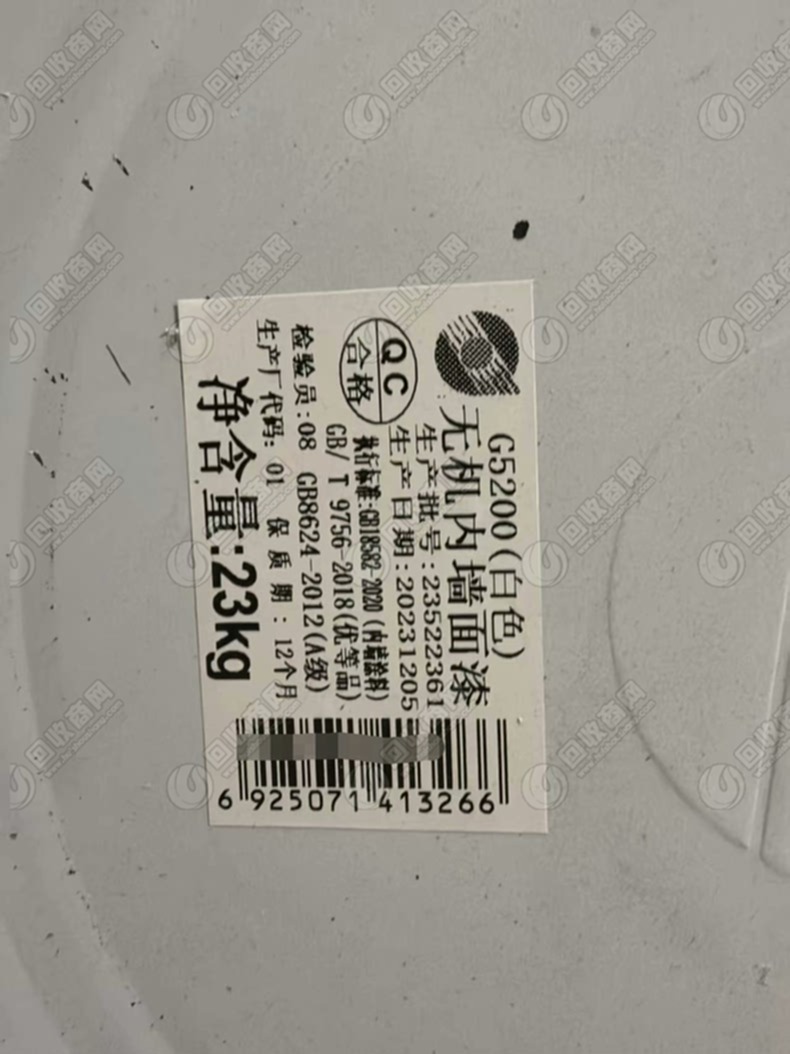 G5200(白色)
无机内墙面漆
生产批号:23522361
生产日期:20231205
QC
合格
执行标准:GB18582-2020(内墙涂料)
GB/T 9756-2018(优等品)、
检验员:08 GB8624-2012(A级)
生产厂代码:01 保质期:12个月
净含量:23kg
6 925071 413266
回收商网